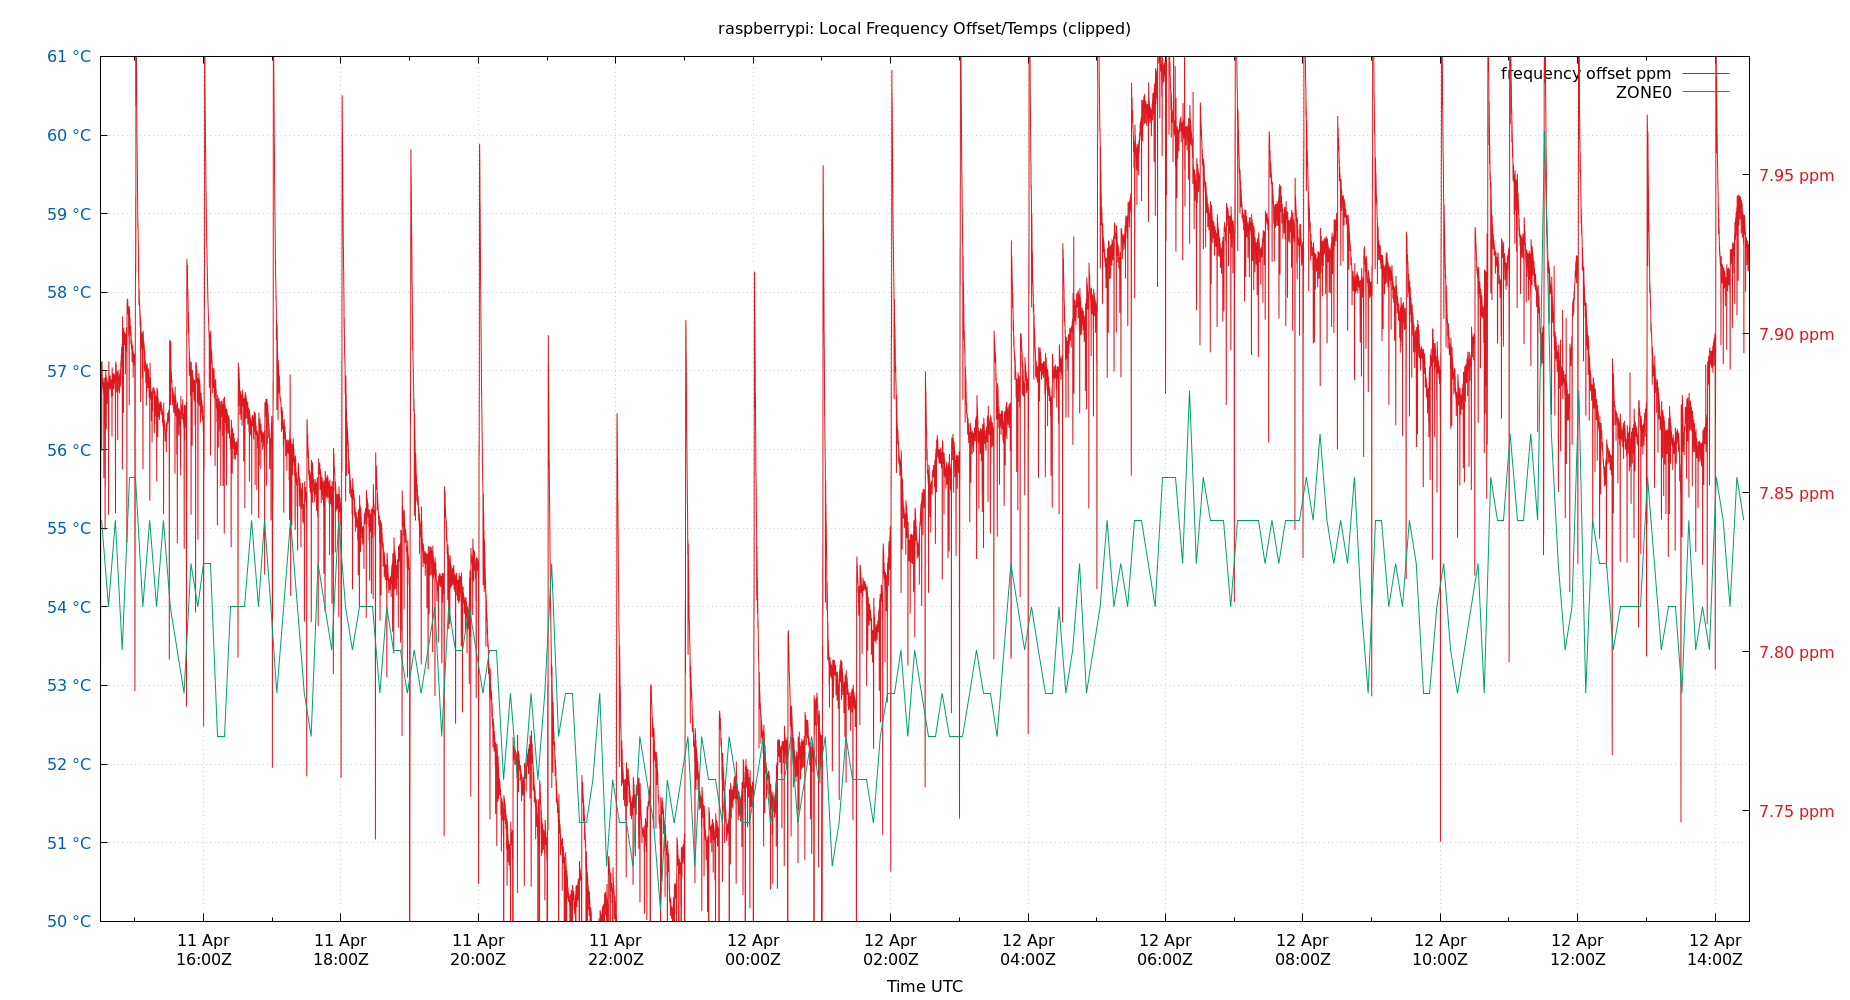 raspberrypi: Local Frequency Offset/Temps (clipped)
61 °C
60 °C
59 °C
58 °C
57 °C
56 °C
55 °C
54 °C
53 °C
52 °C
51 °C
50 °C
frequency offset ppm
ZONE0
7.95 ppm
7.90 ppm
7.85 ppm
7.80 ppm
7.75 ppm
11 Apr
16:00Z
11 Apr
18:00Z
11 Apr
20:00Z
11 Apr
22:00Z
12 Apr
00:00Z
12 Apr
02:00Z
12 Apr
04:00Z
12 Apr
06:00Z
12 Apr
08:00Z
12 Apr
10:00Z
12 Apr
12:00Z
12 Apr
14:00Z
Time UTC